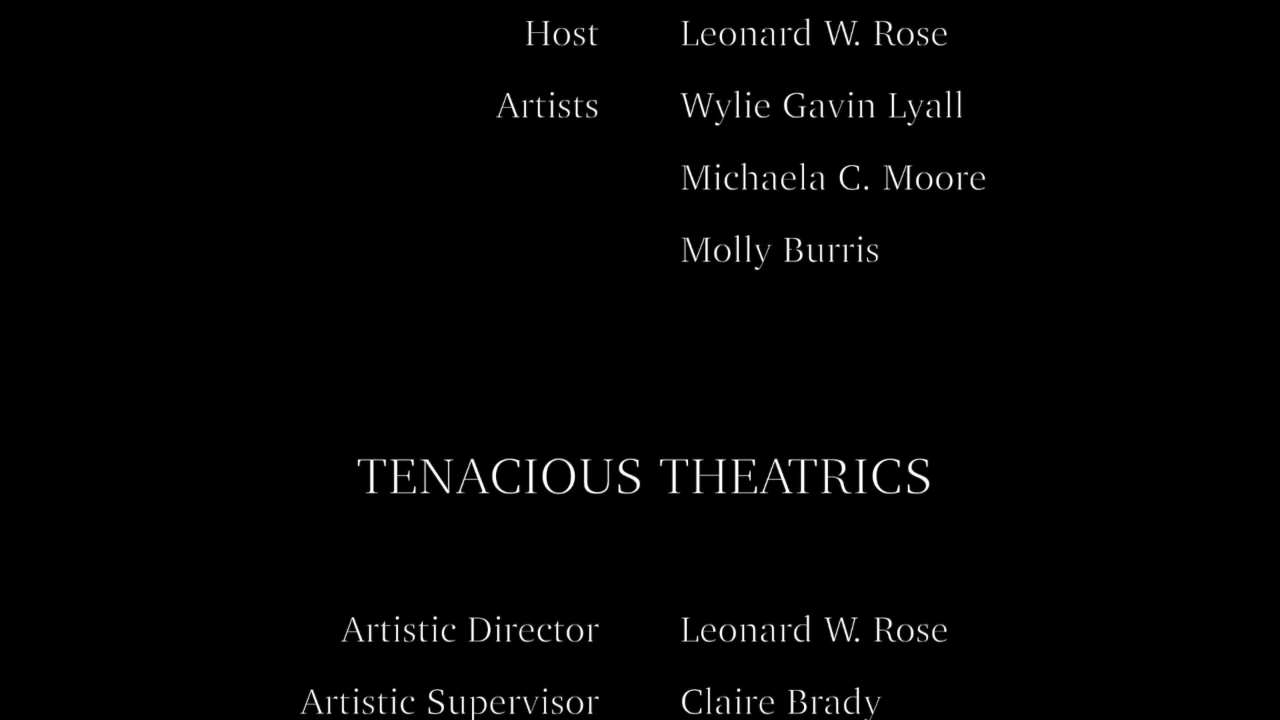 Host Leonard W. Rose
Artists Wylie Gavin Lyall
Michaela C. Moore
Molly Burris
TENACIOUS THEATRICS
Artistic Director Leonard W. Rose
Artistic Supervisor Claire Brady